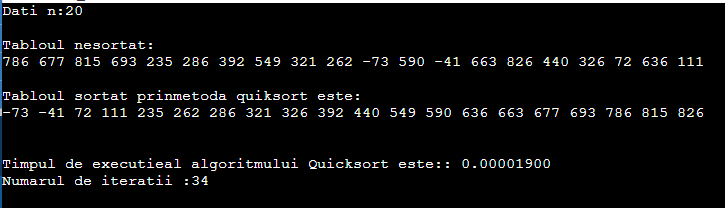 Dati n:20
Tabloul nesortat:
786 677 815 693 235 286 392 549 321 262 -73 590 -41 663 826 440 326 72 636 111
Tabloul sortat prinmetoda quiksort este:
-73 -41 72 111 235 262 286 321 326 392 440 549 590 636 663 677 693 786 815 826
Timpul de executieal algoritmului Quicksort este:: 0.00001900
Numarul de iteratii :34